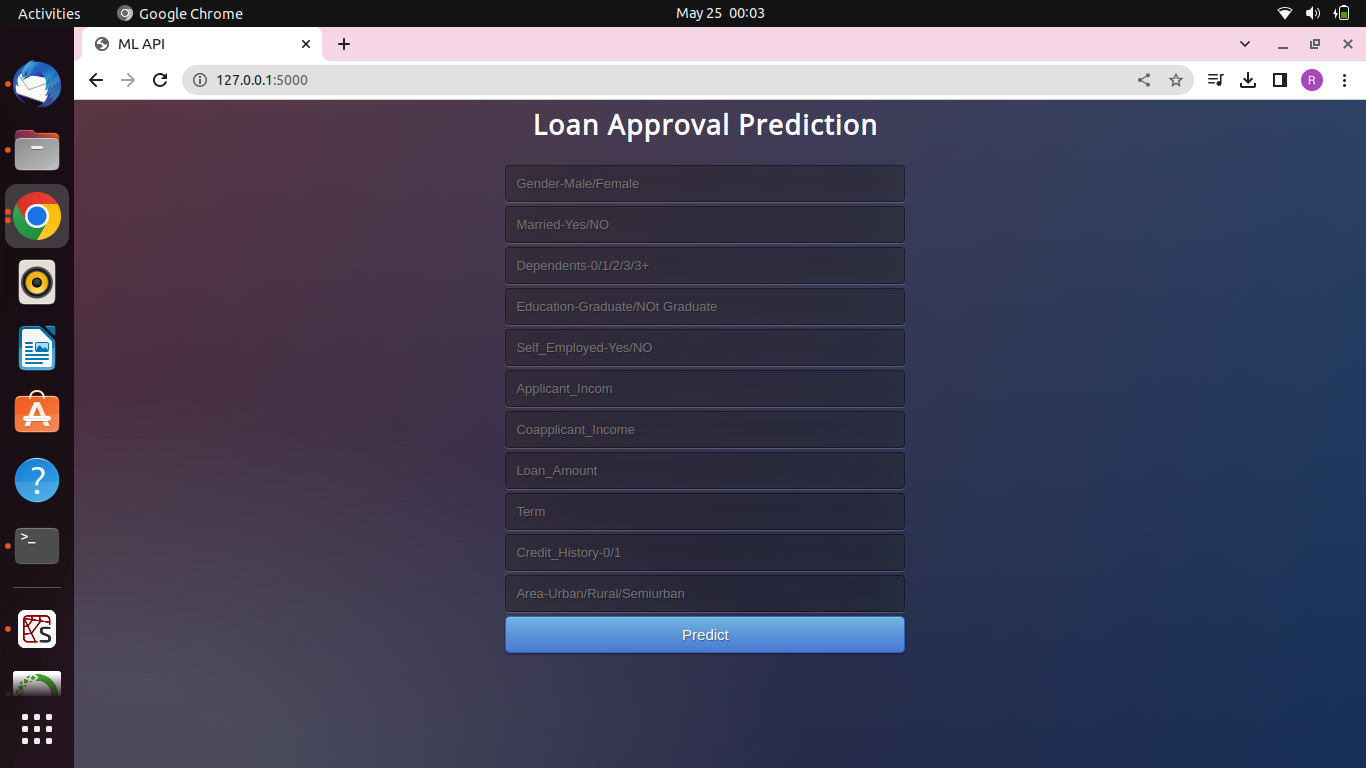 Activities
Google Chrome
May 25 00:03
ML API
127.0.0.1:5000
R
Loan Approval Prediction
Gender-Male/Female
Married-Yes/NO
Dependents-0/1/2/3/3+
Education-Graduate/NOt Graduate
Self_Employed-Yes/NO
Applicant_Incom
Coapplicant_Income
Loan_Amount
Term
Credit_History-0/1
Area-Urban/Rural/Semiurban
Predict
A
?
>_
S